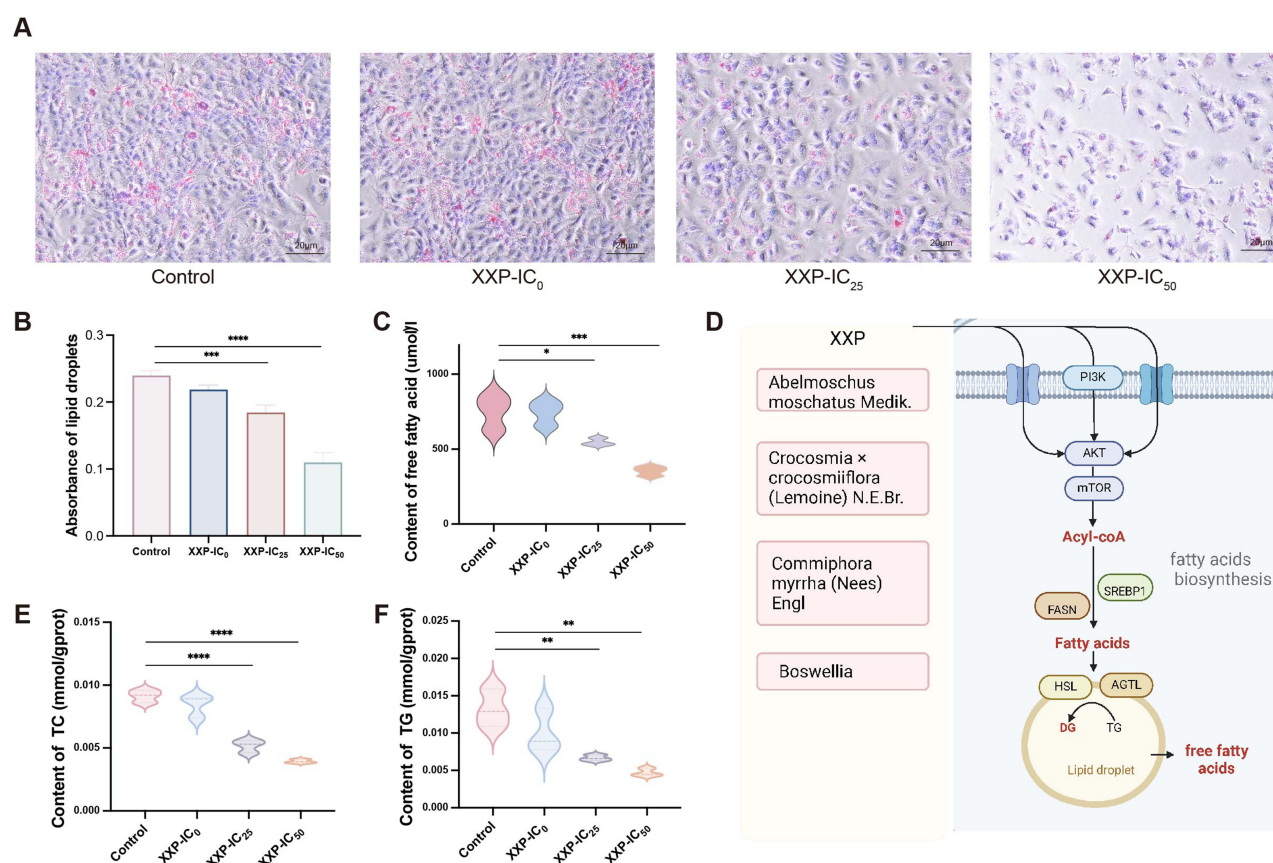 A
20μm
20μm
20μm
20μm
Control
XXP-IC₀
XXP-IC₂₅
XXP-IC₅₀
B
Absorbance of lipid droplets
0.3
0.2
0.1
0.0
****
***
Control
XXP-IC₀
XXP-IC₂₅
XXP-IC₅₀
C
Content of free fatty acid (umol/l
1000
500
0
***
*
Control
XXP-IC₀
XXP-IC₂₅
XXP-IC₅₀
D
XXP
Abelmoschus
moschatus Medik.
Crocosmia ×
crocosmiiflora
(Lemoine) N.E.Br.
Commiphora
myrrha (Nees)
Engl
Boswellia
PI3K
AKT
mTOR
Acyl-coA
fatty acids
biosynthesis
SREBP1
FASN
Fatty acids
HSL
AGTL
DG
TG
Lipid droplet
free fatty
acids
E
Content of TC (mmol/gprot)
0.015
0.010
0.005
0.000
****
****
Control
XXP-IC₀
XXP-IC₂₅
XXP-IC₅₀
F
Content of TG (mmol/gprot)
0.025
0.020
0.015
0.010
0.005
0.000
**
**
Control
XXP-IC₀
XXP-IC₂₅
XXP-IC₅₀